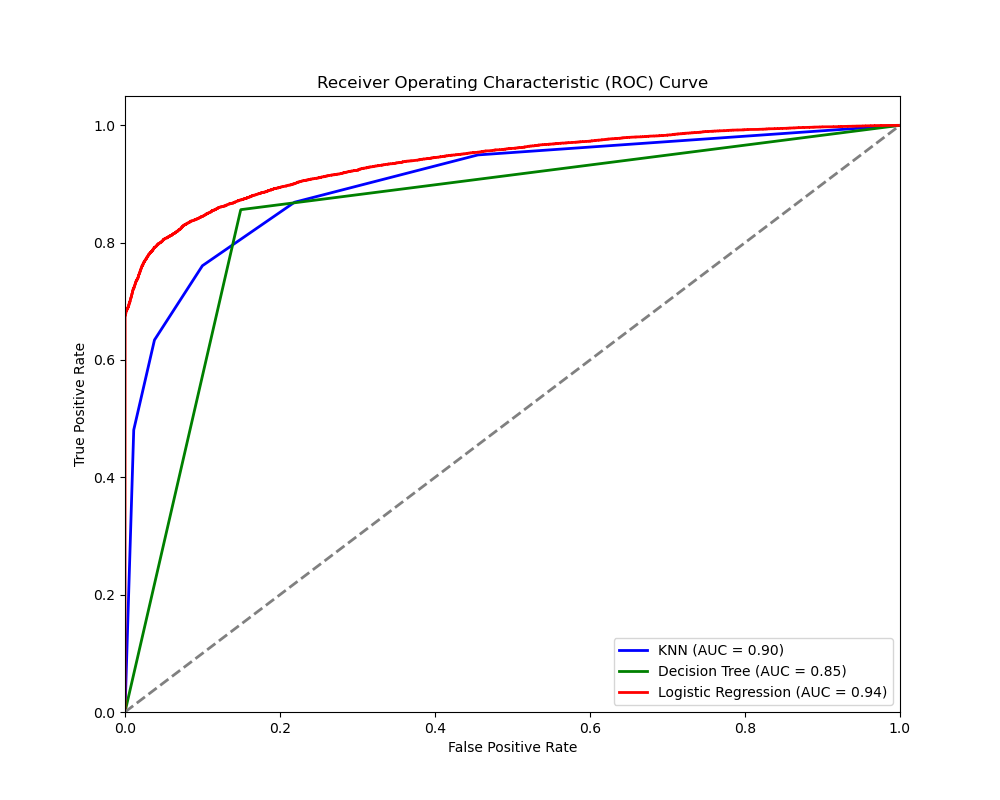 Receiver Operating Characteristic (ROC) Curve
True Positive Rate
1.0
0.8
0.6
0.4
0.2
0.0
0.0 0.2 0.4 0.6 0.8 1.0
False Positive Rate
KNN (AUC = 0.90)
Decision Tree (AUC = 0.85)
Logistic Regression (AUC = 0.94)